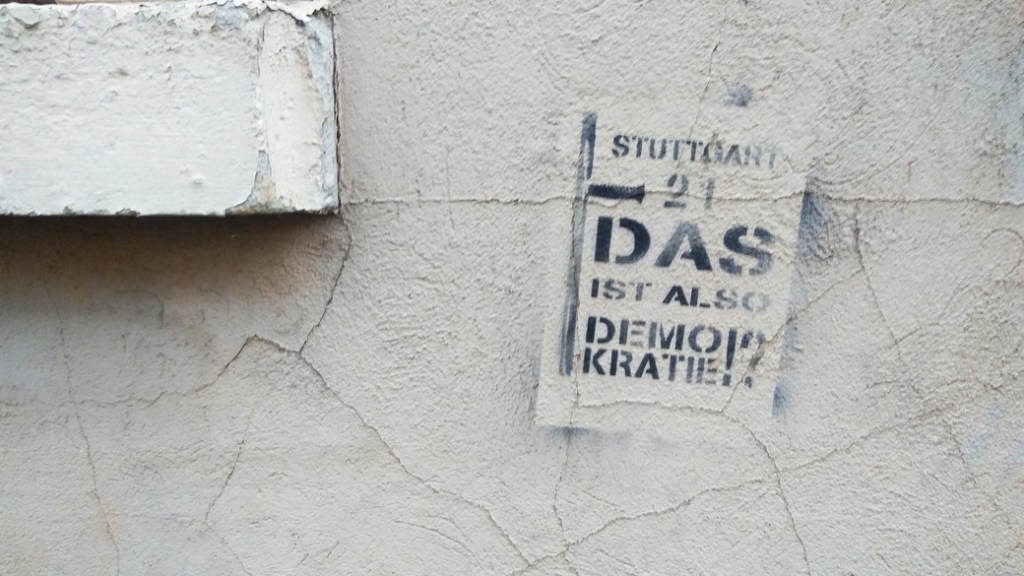 STUTTGART
21
DAS
IST ALSO
DEMO
KRATIE!?